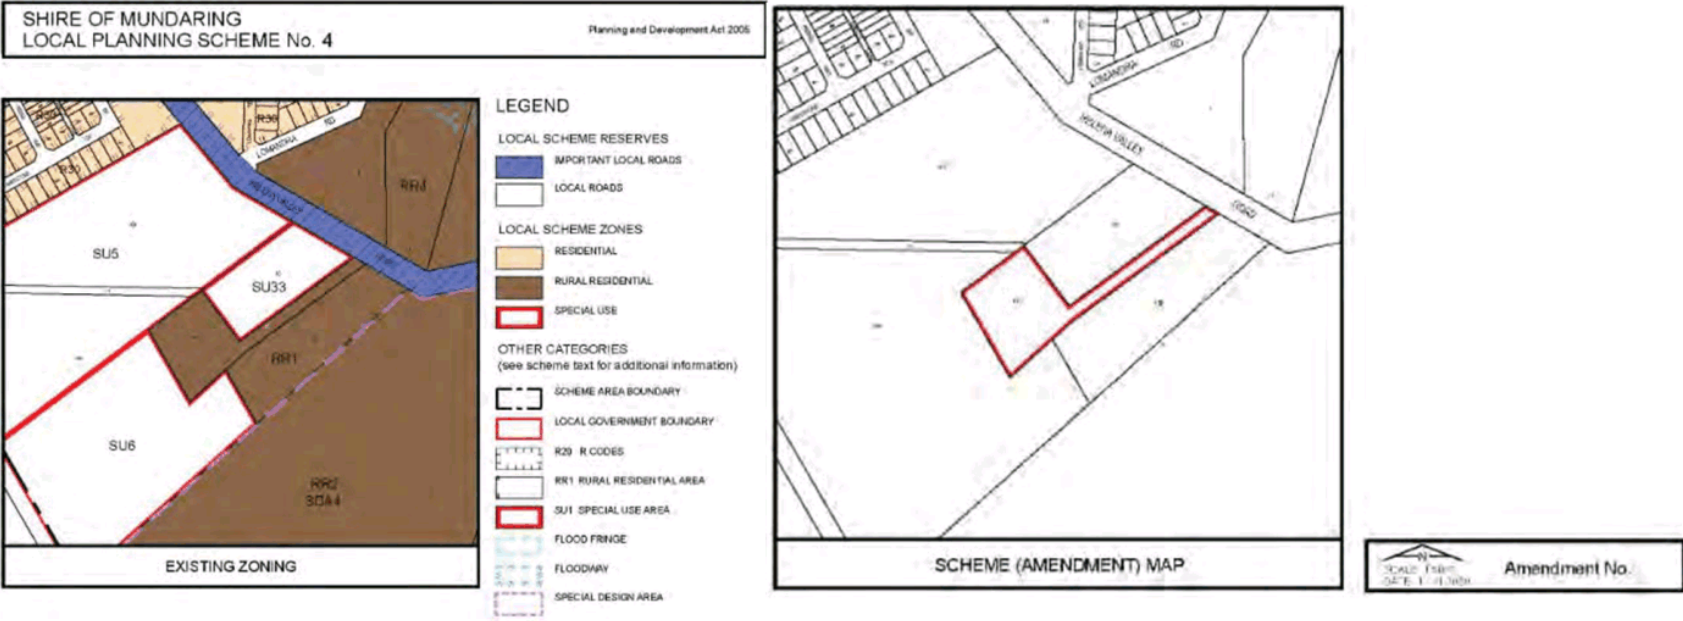 SHIRE OF MUNDARING
LOCAL PLANNING SCHEME No. 4
Planning and Development Act 2005
R30
R30
R30
LOMANDRA RD
RR4
SU5
SU33
RR1
SU6
RR2
SDA4
EXISTING ZONING
LEGEND
LOCAL SCHEME RESERVES
IMPORTANT LOCAL ROADS
LOCAL ROADS
LOCAL SCHEME ZONES
RESIDENTIAL
RURAL RESIDENTIAL
SPECIAL USE
OTHER CATEGORIES
(see scheme text for additional information)
SCHEME AREA BOUNDARY
LOCAL GOVERNMENT BOUNDARY
R20 R CODES
RR1 RURAL RESIDENTIAL AREA
SU1 SPECIAL USE AREA
FLOOD FRINGE
FLOODWAY
SPECIAL DESIGN AREA
LOMANDRA RD
HELENA VALLEY
ROAD
SCHEME (AMENDMENT) MAP
N
Amendment No.